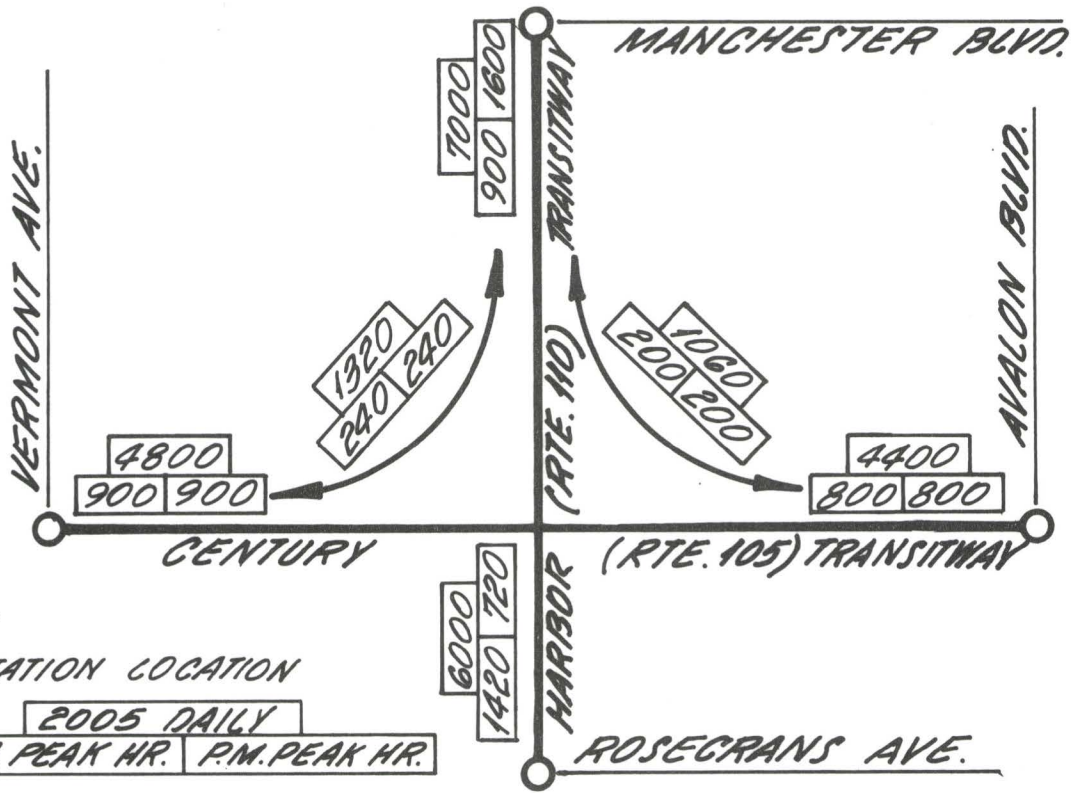 MANCHESTER BLVD.
VERMONT AVE.
7000
900 1600
TRANSITWAY
AVALON BLVD.
1320
240 240
1060
200 200
(RTE. 110)
4800
900 900
4400
800 800
CENTURY
(RTE. 105) TRANSITWAY
6000
1420 720
HARBOR
TATION LOCATION
2005 DAILY
PEAK HR. P.M. PEAK HR.
ROSECRANS AVE.